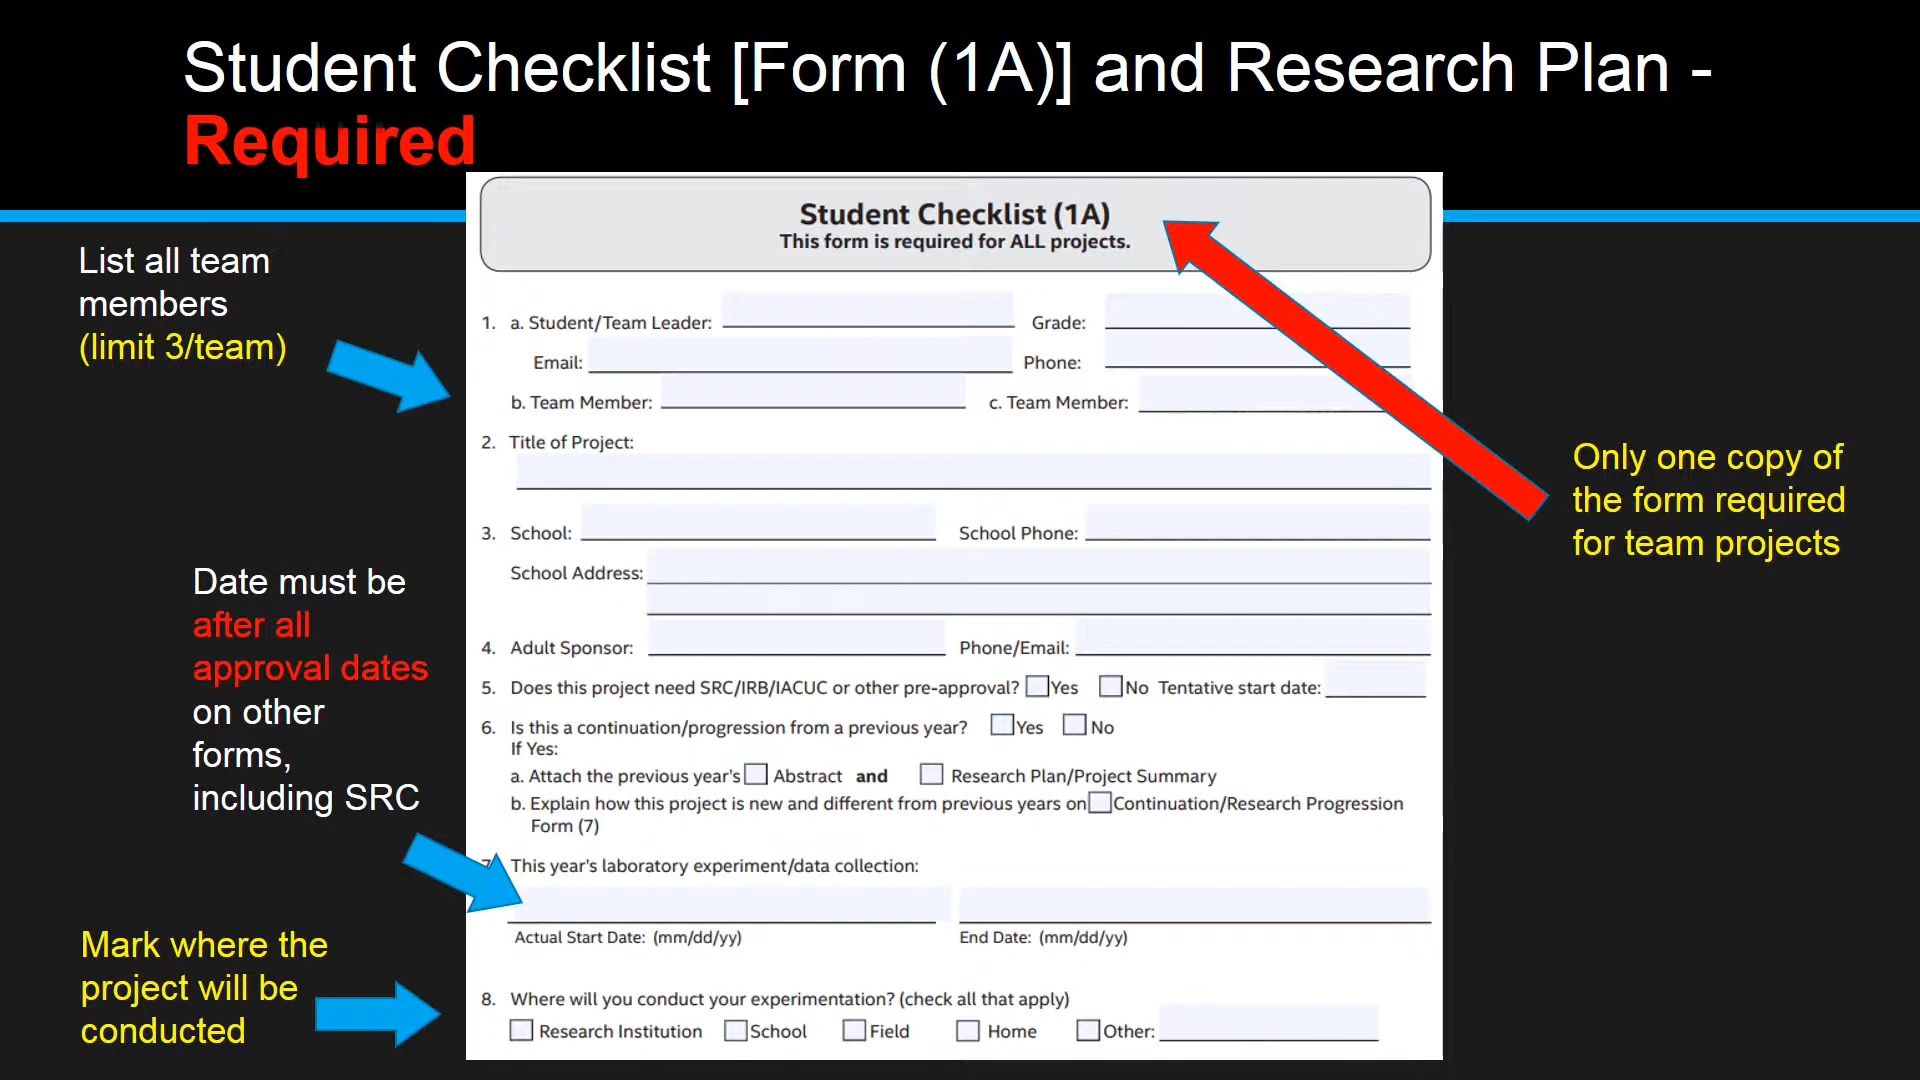 Student Checklist [Form (1A)] and Research Plan -
Required
List all team
members
(limit 3/team)
Date must be
after all
approval dates
on other
forms,
including SRC
Mark where the
project will be
conducted
Student Checklist (1A)
This form is required for ALL projects.
1. a. Student/Team Leader: Grade:
Email: Phone:
b. Team Member: c. Team Member:
2. Title of Project:
3. School: School Phone:
School Address:
4. Adult Sponsor: Phone/Email:
5. Does this project need SRC/IRB/IACUC or other pre-approval? Yes No Tentative start date:
6. Is this a continuation/progression from a previous year? Yes No
If Yes:
a. Attach the previous year's Abstract and Research Plan/Project Summary
b. Explain how this project is new and different from previous years on Continuation/Research Progression
Form (7)
7. This year's laboratory experiment/data collection:
Actual Start Date: (mm/dd/yy) End Date: (mm/dd/yy)
8. Where will you conduct your experimentation? (check all that apply)
Research Institution School Field Home Other:
Only one copy of
the form required
for team projects